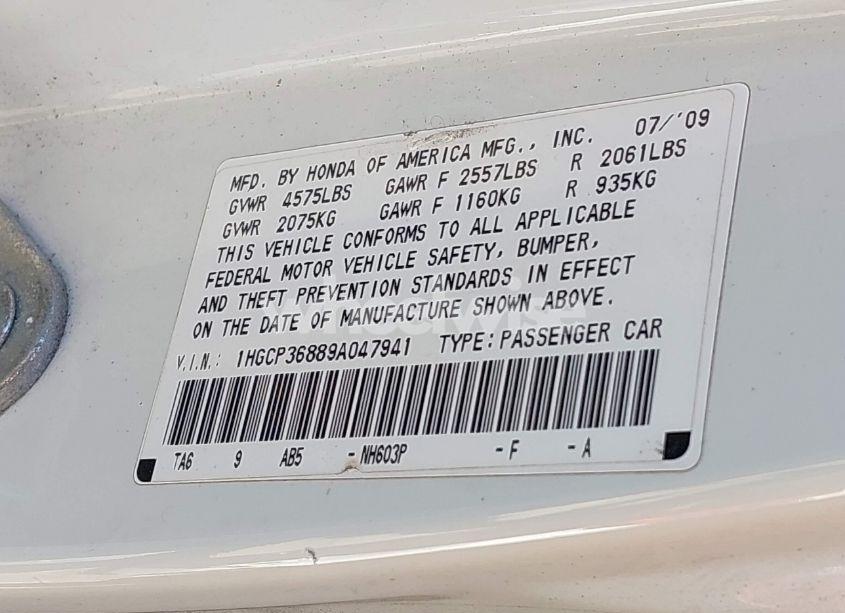 MFD. BY HONDA OF AMERICA MFG., INC. 07/'09
GVWR 4575LBS GAWR F 2557LBS R 2061LBS
GVWR 2075KG GAWR F 1160KG R 935KG
THIS VEHICLE CONFORMS TO ALL APPLICABLE
FEDERAL MOTOR VEHICLE SAFETY, BUMPER,
AND THEFT PREVENTION STANDARDS IN EFFECT
ON THE DATE OF MANUFACTURE SHOWN ABOVE.
V.I.N.: 1HGCP36889A047941 TYPE: PASSENGER CAR
TA6 9 AB5 -NH603P -F -A